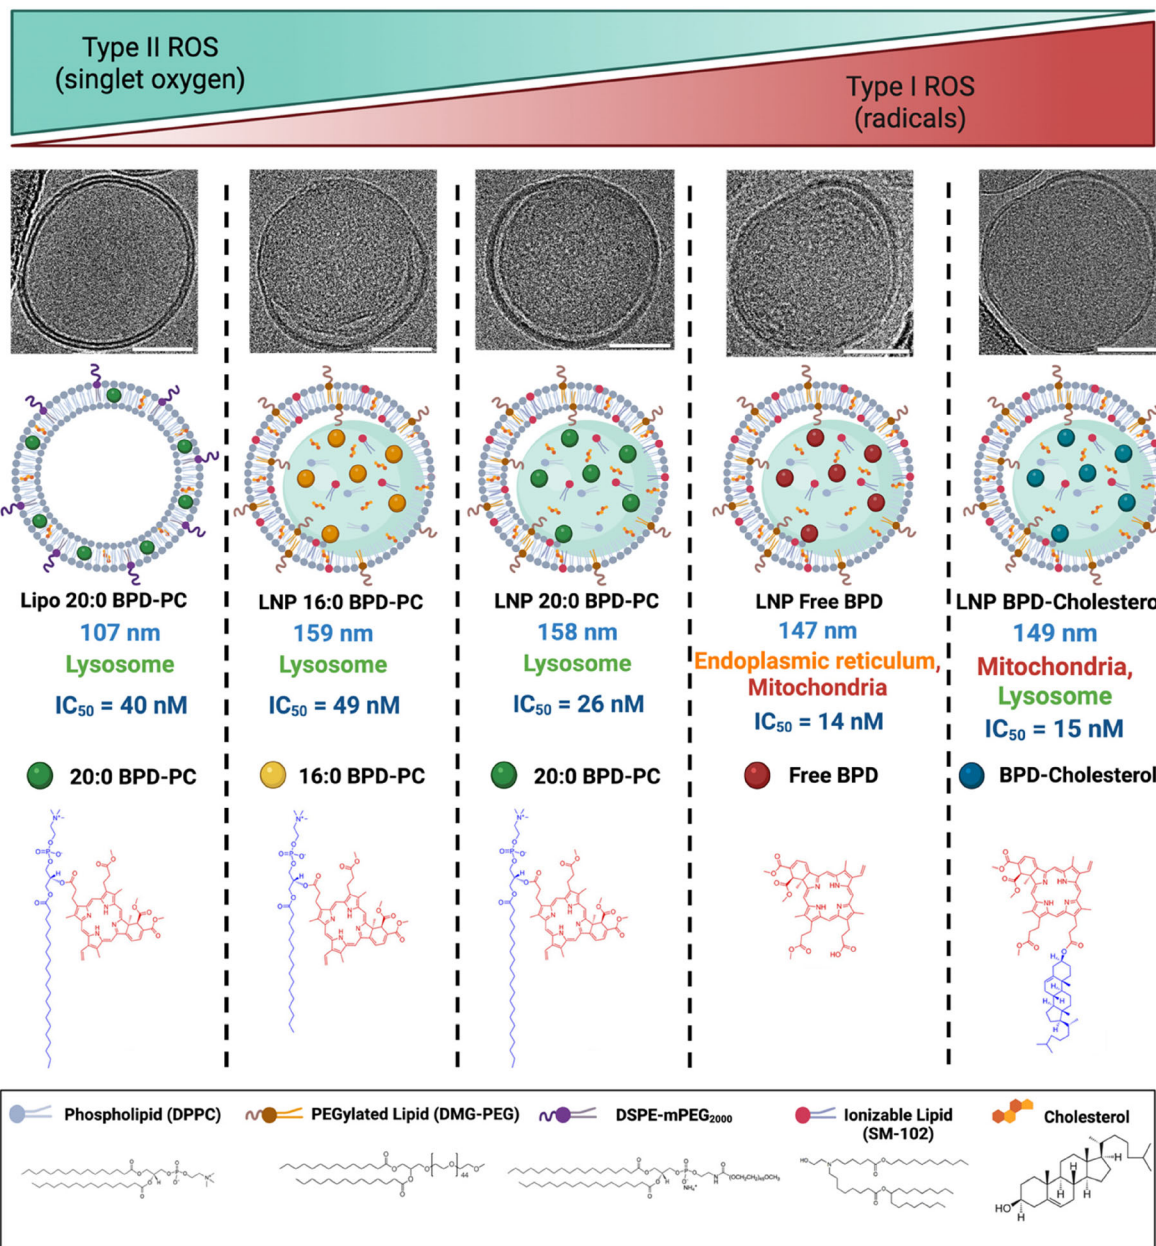 Type II ROS
(singlet oxygen)
Type I ROS
(radicals)
Lipo 20:0 BPD-PC
107 nm
Lysosome
IC₅₀ = 40 nM
20:0 BPD-PC
LNP 16:0 BPD-PC
159 nm
Lysosome
IC₅₀ = 49 nM
16:0 BPD-PC
LNP 20:0 BPD-PC
158 nm
Lysosome
IC₅₀ = 26 nM
20:0 BPD-PC
LNP Free BPD
147 nm
Endoplasmic reticulum,
Mitochondria
IC₅₀ = 14 nM
Free BPD
LNP BPD-Cholestero
149 nm
Mitochondria,
Lysosome
IC₅₀ = 15 nM
BPD-Cholesterol
Phospholipid (DPPC)
PEGylated Lipid (DMG-PEG)
DSPE-mPEG₂₀₀₀
Ionizable Lipid
(SM-102)
Cholesterol